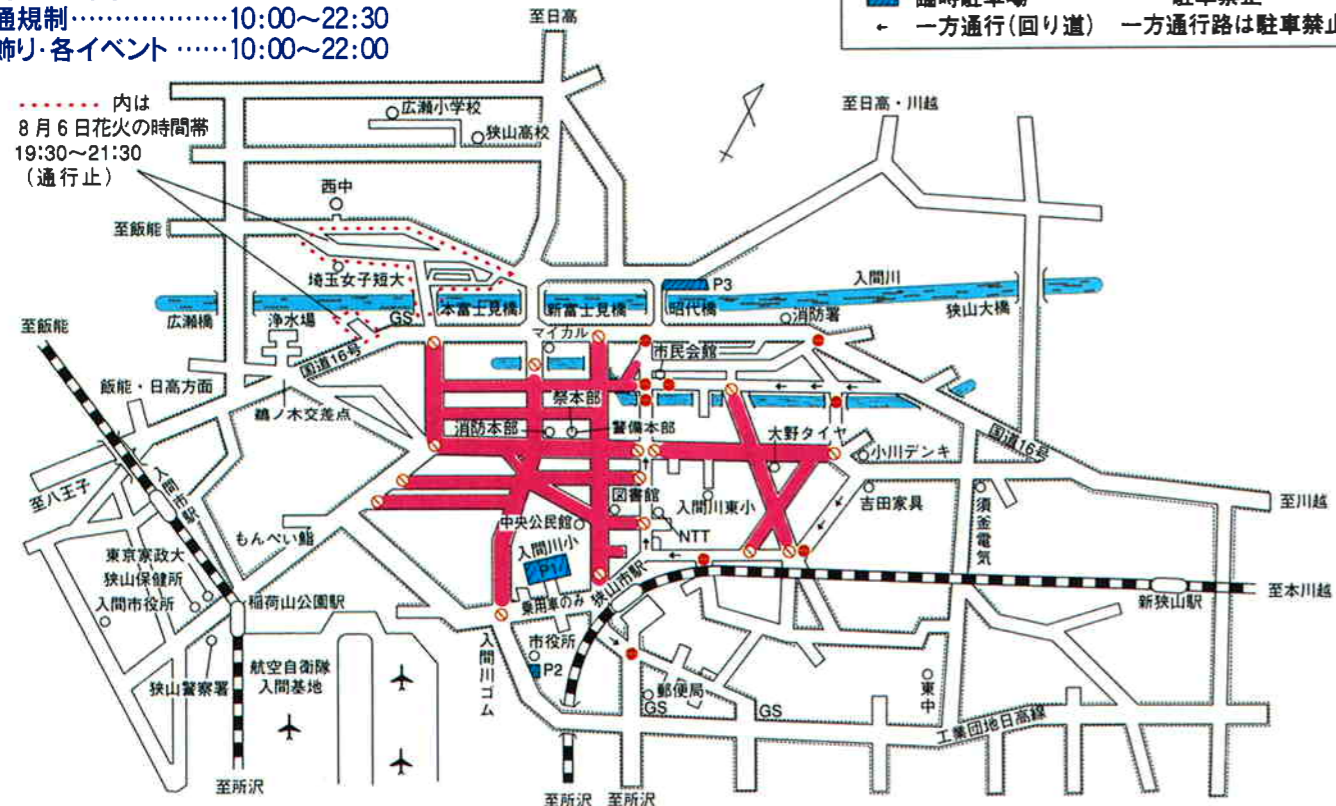 通規制………………10:00〜22:30
飾り・各イベント……10:00〜22:00
臨時駐車場 駐車禁止
← 一方通行(回り道) 一方通行路は駐車禁止
‥‥‥‥内は
8月6日花火の時間帯
19:30〜21:30
(通行止)
至日高
広瀬小学校
狭山高校
至日高・川越
西中
至飯能
埼玉女子短大
P3
入間川
広瀬橋
浄水場
GS
本富士見橋
新富士見橋
昭代橋
消防署
狭山大橋
至飯能
国道16号
マイカル
市民会館
飯能・日高方面
鵜ノ木交差点
祭本部
消防本部
警備本部
大野タイヤ
小川デンキ
国道16号
至八王子
入間市駅
図書館
入間川東小
吉田家具
須釜電気
至川越
もんぺい鮨
中央公民館
NTT
入間川小
P1
東京家政大
狭山保健所
入間市役所
稲荷山公園駅
乗用車のみ
狭山市駅
新狭山駅
至本川越
狭山警察署
航空自衛隊
入間基地
入間川ゴム
市役所
P2
郵便局
GS
GS
東中
工業団地日高線
至所沢
至所沢
至所沢